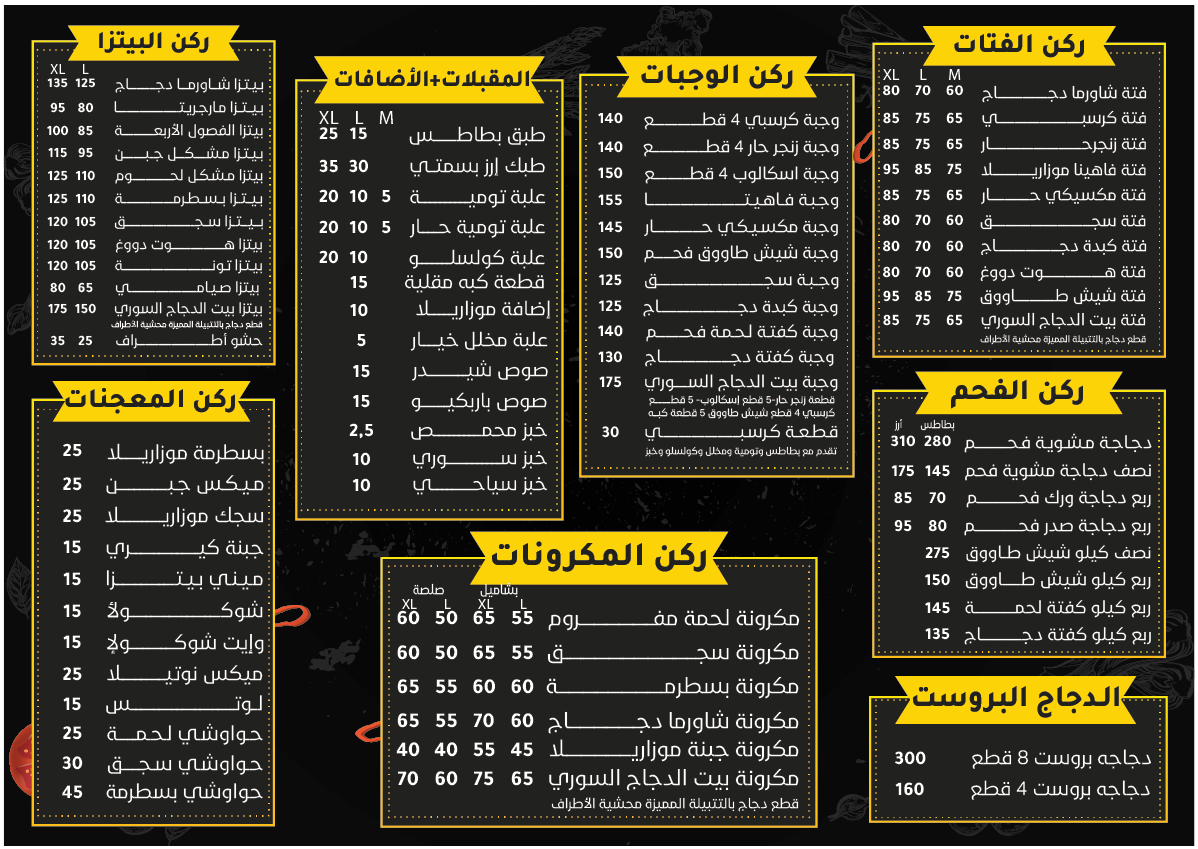 ركن الفتات
XL L M
فتة شاورما دجاج 60 70 80
فتة كرسبي 65 75 85
فتة زنجرحار 65 75 85
فتة فاهيتا موزاريلا 75 85 95
فتة مكسيكي حار 65 75 85
فتة سجق 60 70 80
فتة كبدة دجاج 60 70 80
فتة هوت دووغ 60 70 80
فتة شيش طاووق 75 85 95
فتة بيت الدجاج السوري 65 75 85
قطع دجاج بالتتبيلة المميزة محشية الأطراف
ركن الفحم
بطاطس أرز
دجاجة مشوية فحم 280 310
نصف دجاجة مشوية فحم 145 175
ربع دجاجة ورك فحم 70 85
ربع دجاجة صدر فحم 80 95
نصف كيلو شيش طاووق 275
ربع كيلو شيش طاووق 150
ربع كيلو كفتة لحمة 145
ربع كيلو كفتة دجاج 135
الدجاج البروست
دجاجه بروست 8 قطع 300
دجاجه بروست 4 قطع 160
ركن الوجبات
وجبة كرسبي 4 قطع 140
وجبة زنجر حار 4 قطع 140
وجبة اسكالوب 4 قطع 150
وجبة فاهيتا 155
وجبة مكسيكي حار 145
وجبة شيش طاووق فحم 150
وجبة سجق 125
وجبة كبدة دجاج 125
وجبة كفتة لحمة فحم 140
وجبة كفتة دجاج 130
وجبة بيت الدجاج السوري 175
قطعة زنجر حار-5 قطع إسكالوب- 5 قطع
كرسبي 4 قطع شيش طاووق 5 قطعة كبه
قطعة كرسبي 30
تقدم مع بطاطس وتومية ومخلل وكولسلو وخبز
المقبلات+الأضافات
XL L M
طبق بطاطس 15 25
طبك إرز بسمتي 30 35
علبة تومية 5 10 20
علبة تومية حار 5 10 20
علبة كولسلو 10 20
قطعة كبه مقلية 15
إضافة موزاريلا 10
علبة مخلل خيار 5
صوص شيدر 15
صوص باربكيو 15
خبز محمص 2,5
خبز سوري 10
خبز سياحي 10
ركن المكرونات
بشاميل صلصة
XL L XL L
مكرونة لحمة مفروم 55 65 50 60
مكرونة سجق 55 65 50 60
مكرونة بسطرمة 60 60 55 65
مكرونة شاورما دجاج 60 70 55 65
مكرونة جبنة موزاريلا 45 55 40 40
مكرونة بيت الدجاج السوري 65 75 60 70
قطع دجاج بالتتبيلة المميزة محشية الأطراف
ركن البيتزا
XL L
بيتزا شاورما دجاج 125 135
بيتزا مارجريتا 80 95
بيتزا الفصول الأربعة 85 100
بيتزا مشكل جبن 95 115
بيتزا مشكل لحوم 110 125
بيتزا بسطرمة 110 125
بيتزا سجق 105 120
بيتزا هوت دووغ 105 120
بيتزا تونة 105 120
بيتزا صيامي 65 80
بيتزا بيت الدجاج السوري 150 175
قطع دجاج بالتتبيلة المميزة محشية الأطراف
حشو أطراف 25 35
ركن المعجنات
بسطرمة موزاريلا 25
ميكس جبن 25
سجك موزاريلا 25
جبنة كيري 15
ميني بيتزا 15
شوكولأ 15
وإيت شوكولإ 15
ميكس نوتيلا 25
لوتس 15
حواوشي لحمة 25
حواوشي سجق 30
حواوشي بسطرمة 45